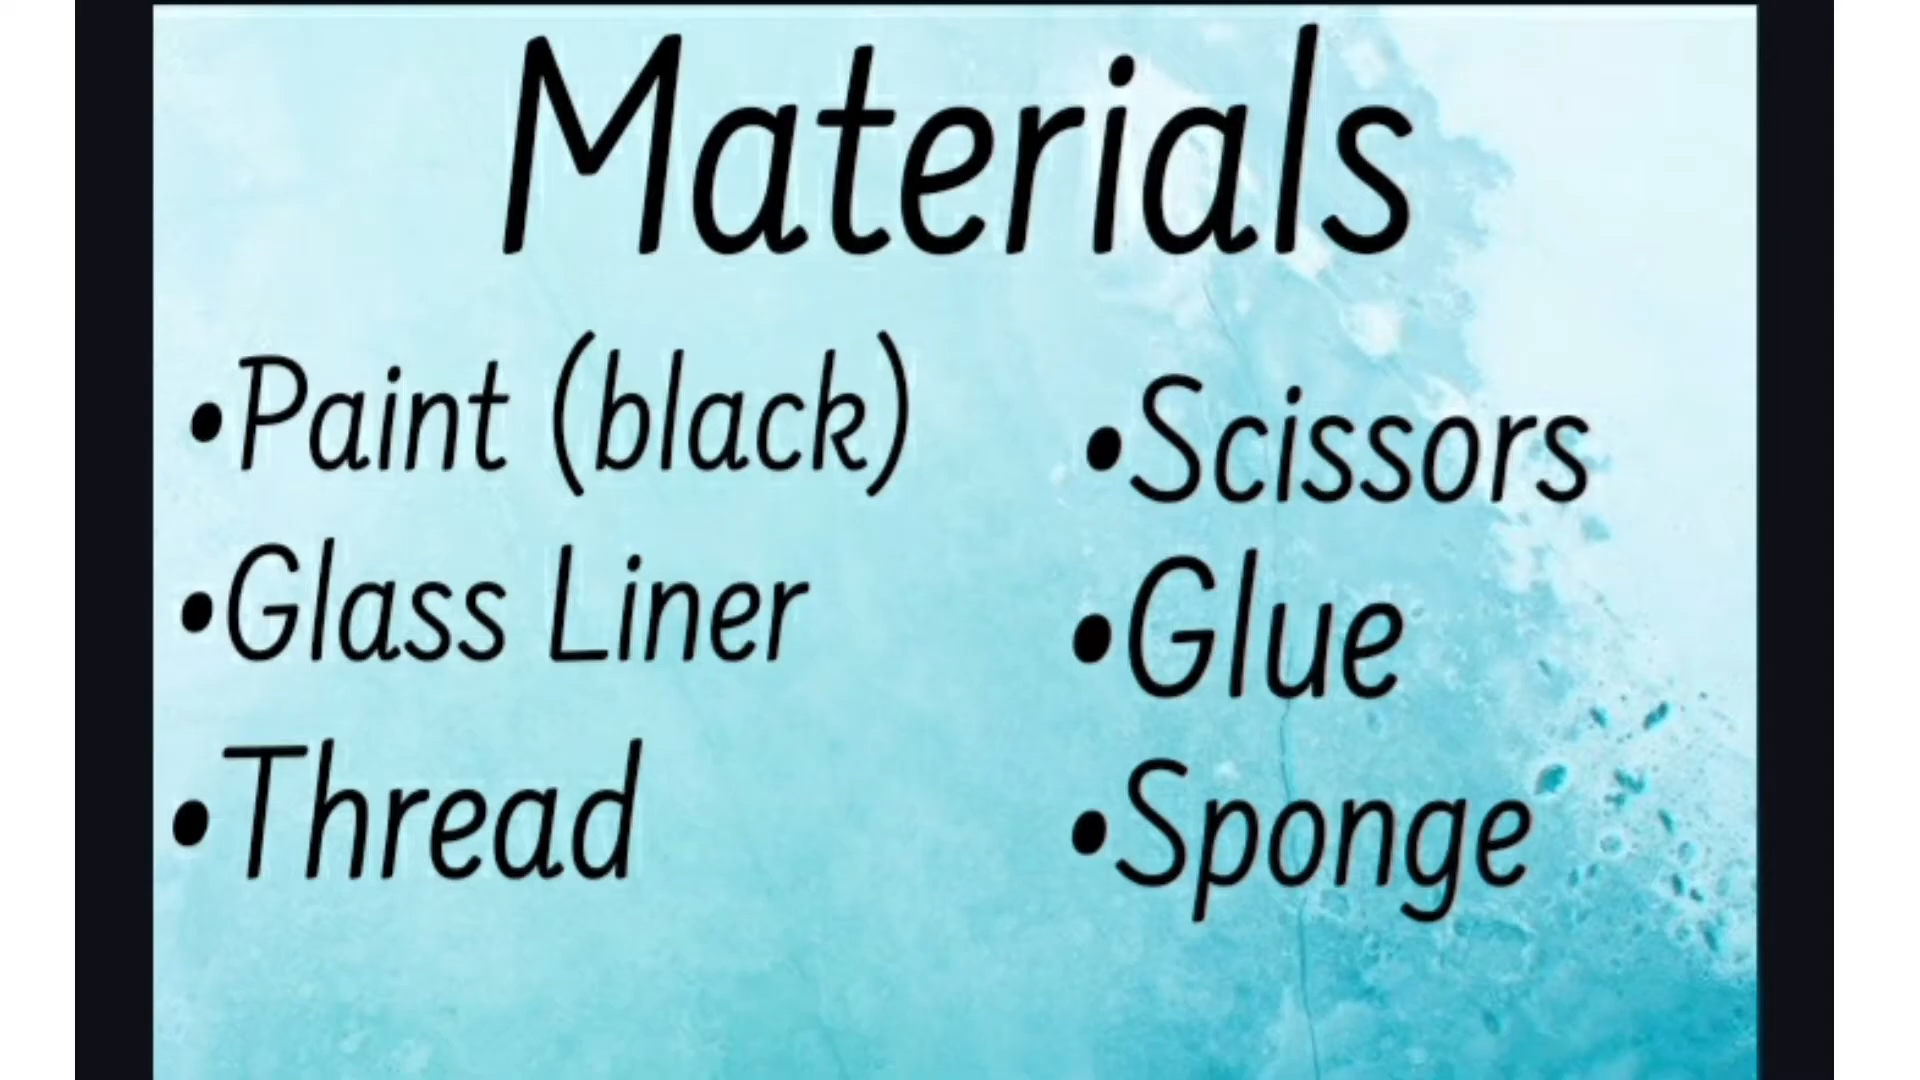 Materials
•Paint (black)
•Glass Liner
•Thread
•Scissors
•Glue
•Sponge